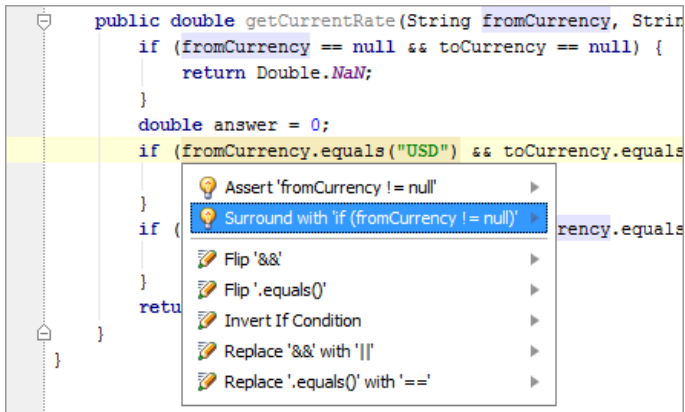 public double getCurrentRate(String fromCurrency, Strin
if (fromCurrency == null && toCurrency == null) {
return Double.NaN;
}
double answer = 0;
if (fromCurrency.equals("USD") && toCurrency.equals
Assert 'fromCurrency != null'
}
Surround with 'if (fromCurrency != null)'
if ( rency.equals
Flip '&&'
}
Flip '.equals()'
retu
Invert If Condition
}
Replace '&&' with '||'
}
Replace '.equals()' with '=='